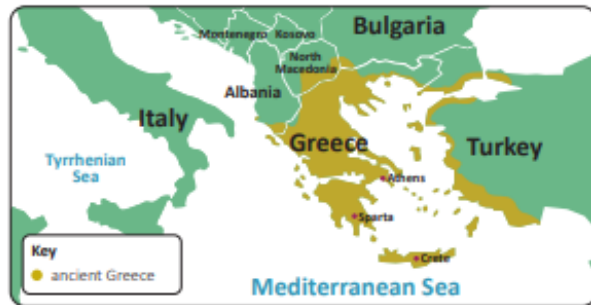 Montenegro
Kosovo
Bulgaria
North
Macedonia
Albania
Italy
Greece
Turkey
Tyrrhenian
Sea
Athens
Sparta
Key
ancient Greece
Crete
Mediterranean Sea